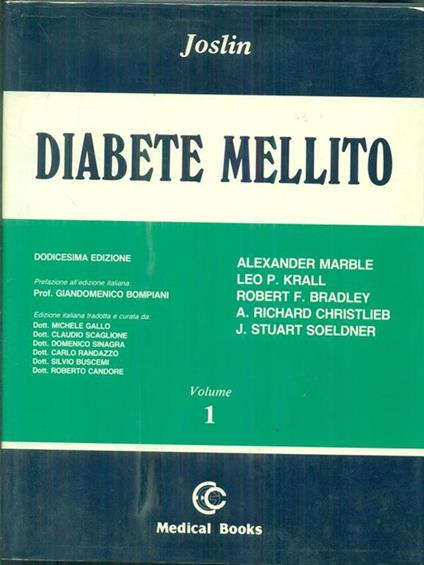 Joslin
DIABETE MELLITO
DODICESIMA EDIZIONE
Prefazione all'edizione italiana
Prof. GIANDOMENICO BOMPIANI
Edizione italiana tradotta e curata da:
Dott. MICHELE GALLO
Dott. CLAUDIO SCAGLIONE
Dott. DOMENICO SINAGRA
Dott. CARLO RANDAZZO
Dott. SILVIO BUSCEMI
Dott. ROBERTO CANDORE
ALEXANDER MARBLE
LEO P. KRALL
ROBERT F. BRADLEY
A. RICHARD CHRISTLIEB
J. STUART SOELDNER
Volume
1
Medical Books